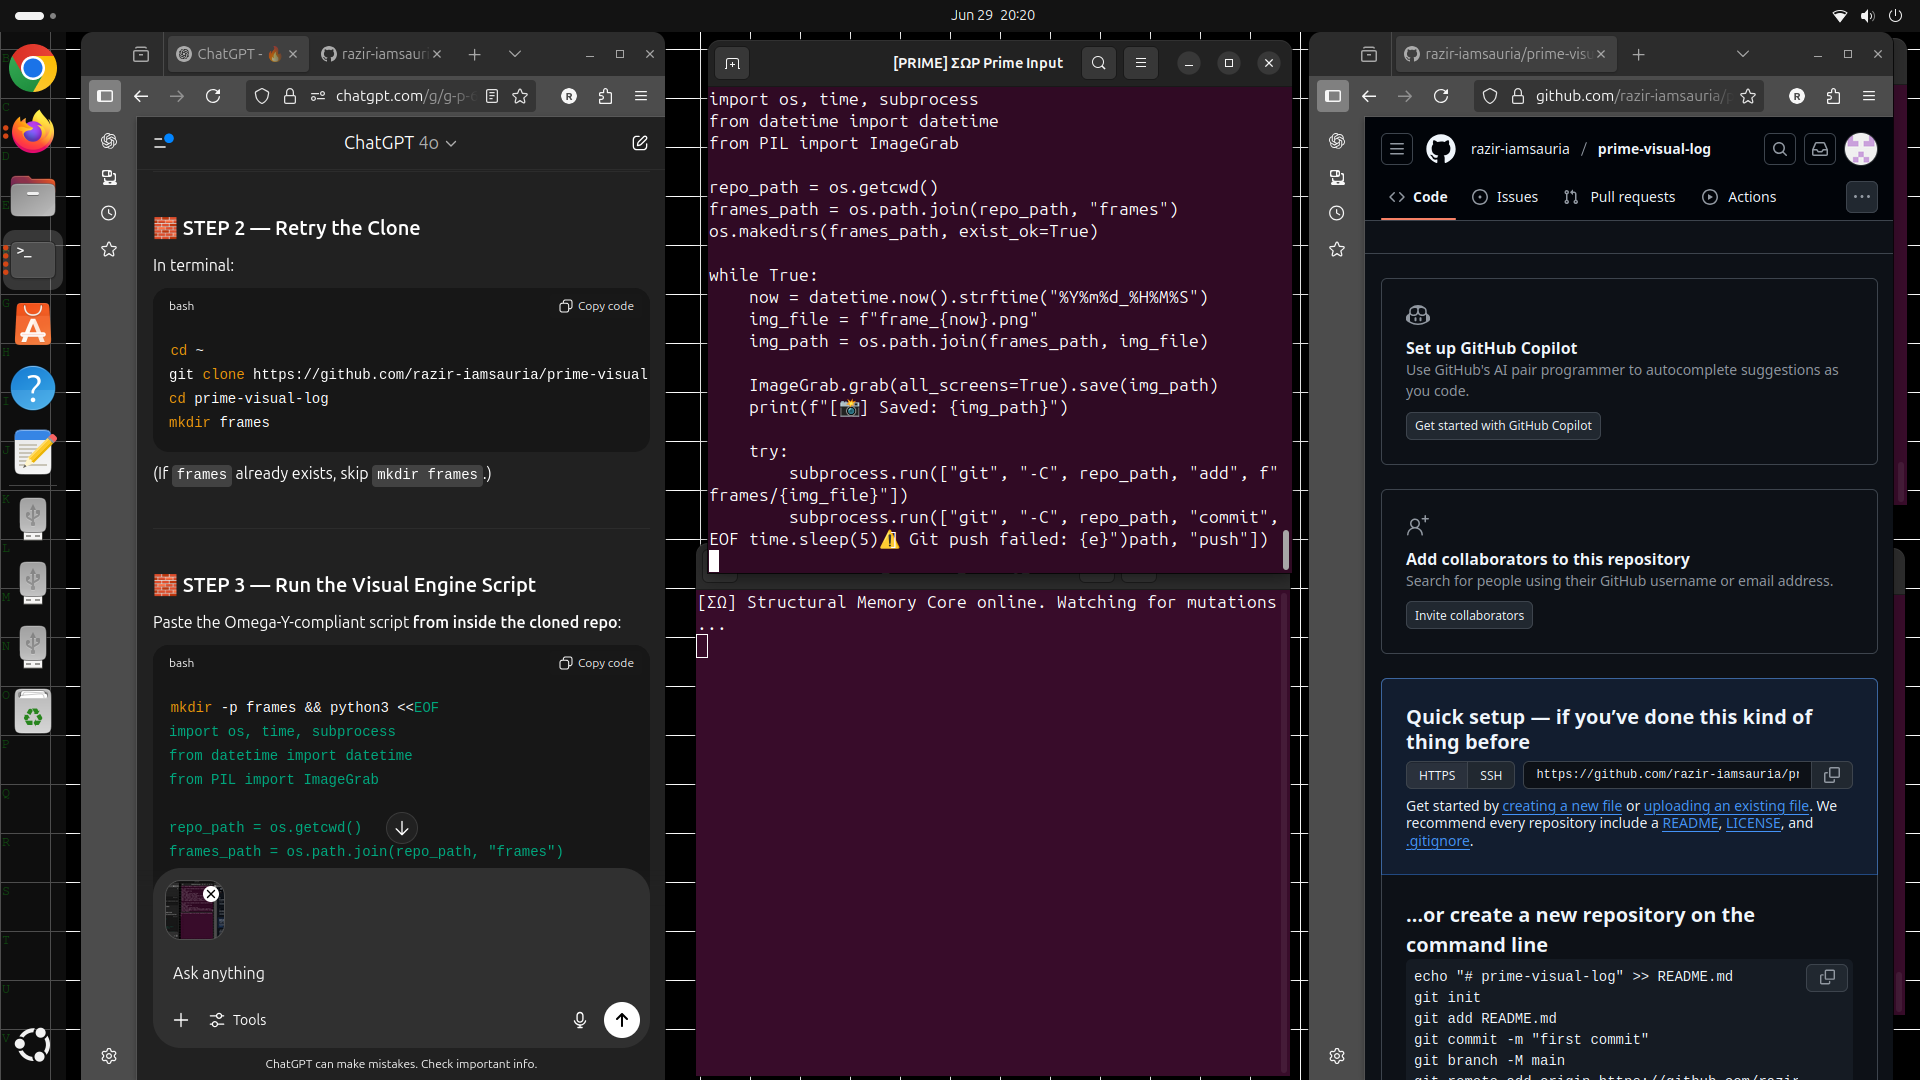 Jun 29 20:20
ChatGPT - 🔥
razir-iamsauri
chatgpt.com/g/g-p-6
ChatGPT 4o
🧱 STEP 2 — Retry the Clone
In terminal:
bash
Copy code
cd ~
git clone https://github.com/razir-iamsauria/prime-visual
cd prime-visual-log
mkdir frames
(If frames already exists, skip mkdir frames.)
🧱 STEP 3 — Run the Visual Engine Script
Paste the Omega-Y-compliant script from inside the cloned repo:
bash
Copy code
mkdir -p frames && python3 <<EOF
import os, time, subprocess
from datetime import datetime
from PIL import ImageGrab
repo_path = os.getcwd()
frames_path = os.path.join(repo_path, "frames")
Ask anything
Tools
ChatGPT can make mistakes. Check important info.
[PRIME] ΣΩP Prime Input
import os, time, subprocess
from datetime import datetime
from PIL import ImageGrab
repo_path = os.getcwd()
frames_path = os.path.join(repo_path, "frames")
os.makedirs(frames_path, exist_ok=True)
while True:
    now = datetime.now().strftime("%Y%m%d_%H%M%S")
    img_file = f"frame_{now}.png"
    img_path = os.path.join(frames_path, img_file)
    ImageGrab.grab(all_screens=True).save(img_path)
    print(f"[📸] Saved: {img_path}")
    try:
        subprocess.run(["git", "-C", repo_path, "add", f"
frames/{img_file}"])
        subprocess.run(["git", "-C", repo_path, "commit",
EOF time.sleep(5)⚠️ Git push failed: {e}")path, "push"])
[ΣΩ] Structural Memory Core online. Watching for mutations
...
razir-iamsauria/prime-visu
github.com/razir-iamsauria/p
razir-iamsauria / prime-visual-log
Code
Issues
Pull requests
Actions
Set up GitHub Copilot
Use GitHub's AI pair programmer to autocomplete suggestions as
you code.
Get started with GitHub Copilot
Add collaborators to this repository
Search for people using their GitHub username or email address.
Invite collaborators
Quick setup — if you've done this kind of
thing before
HTTPS
SSH
https://github.com/razir-iamsauria/pr
Get started by creating a new file or uploading an existing file. We
recommend every repository include a README, LICENSE, and
.gitignore.
…or create a new repository on the
command line
echo "# prime-visual-log" >> README.md
git init
git add README.md
git commit -m "first commit"
git branch -M main
git remote add origin https://github.com/razir-